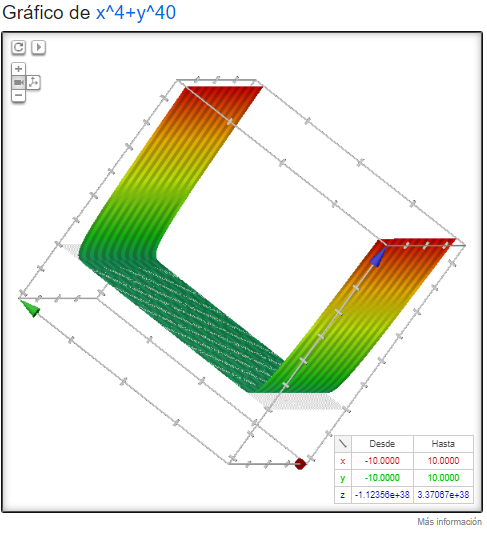 Gráfico de x^4+y^40
Desde Hasta
x -10.0000 10.0000
y -10.0000 10.0000
z -1.12356e+38 3.37067e+38
Más información